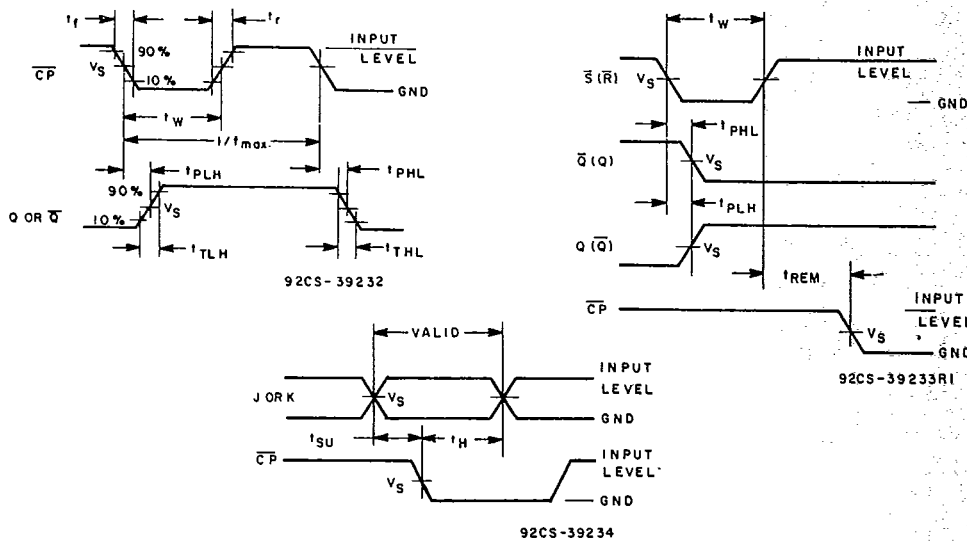 tf
tr
INPUT
LEVEL
90%
CP
VS
10%
GND
tW
1/fmax.
tPLH
tPHL
90%
Q OR Q̅
VS
10%
tTLH
tTHL
92CS-39232
tW
INPUT
LEVEL
S̅(R̅)
VS
GND
tPHL
Q̅(Q)
VS
tPLH
Q(Q̅)
VS
tREM
C̅P̅
INPUT
LEVEL
VS
GND
92CS-39233R1
VALID
INPUT
LEVEL
J OR K
VS
GND
tSU
tH
C̅P̅
INPUT
LEVEL
VS
GND
92CS-39234